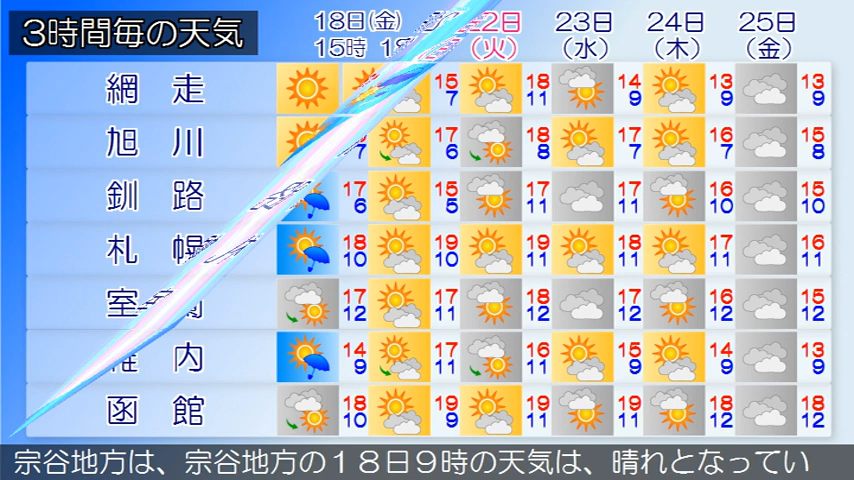 3時間毎の天気
18日(金) 22日 23日 24日 25日
15時 18 (火) (水) (木) (金)
網走 15 7 18 11 14 9 13 9 13 9
旭川 7 17 6 18 8 17 7 16 7 15 8
釧路 17 6 15 5 17 11 17 11 16 10 15 10
札幌 18 10 19 10 19 11 18 11 17 11 16 11
室蘭 17 12 17 11 18 12 17 12 16 12 15 12
稚内 14 9 17 11 16 11 15 9 14 9 13 9
函館 18 10 19 9 19 11 19 11 18 12 18 12
宗谷地方は、宗谷地方の18日9時の天気は、晴れとなってい